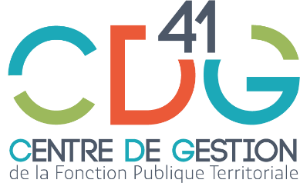 CDG 41
CENTRE DE GESTION
de la Fonction Publique Territoriale